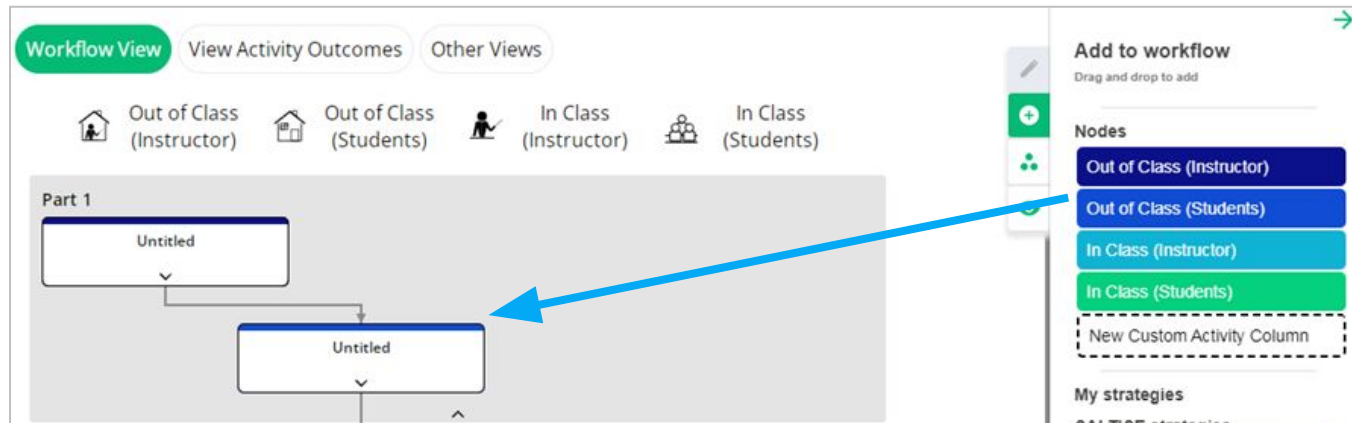 Workflow View
View Activity Outcomes
Other Views
Out of Class
(Instructor)
Out of Class
(Students)
In Class
(Instructor)
In Class
(Students)
Part 1
Untitled
Untitled
Add to workflow
Drag and drop to add
Nodes
Out of Class (Instructor)
Out of Class (Students)
In Class (Instructor)
In Class (Students)
New Custom Activity Column
My strategies